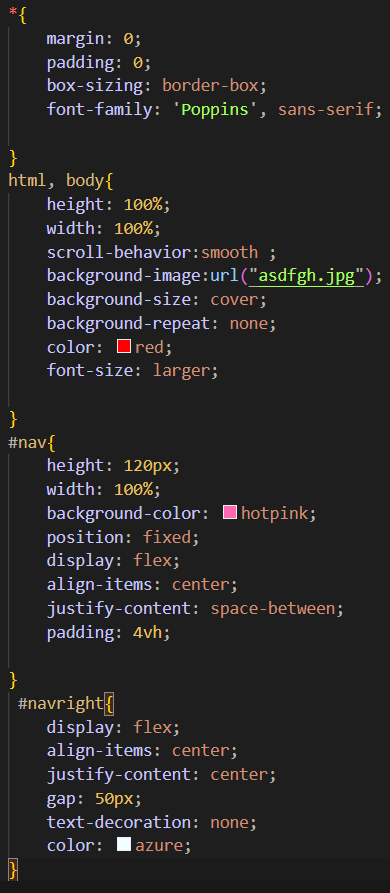 *{
    margin: 0;
    padding: 0;
    box-sizing: border-box;
    font-family: 'Poppins', sans-serif;

}
html, body{
    height: 100%;
    width: 100%;
    scroll-behavior:smooth ;
    background-image:url("asdfgh.jpg");
    background-size: cover;
    background-repeat: none;
    color: red;
    font-size: larger;

}
#nav{
    height: 120px;
    width: 100%;
    background-color: hotpink;
    position: fixed;
    display: flex;
    align-items: center;
    justify-content: space-between;
    padding: 4vh;

}
 #navright{
    display: flex;
    align-items: center;
    justify-content: center;
    gap: 50px;
    text-decoration: none;
    color: azure;
}